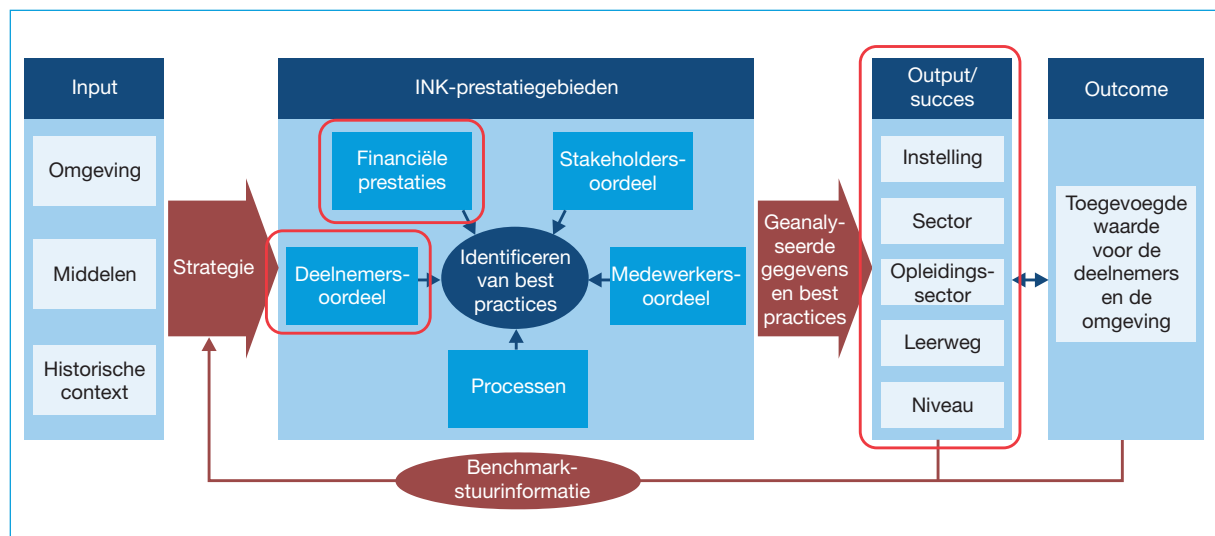 Input
Omgeving
Middelen
Historische
context
Strategie
INK-prestatiegebieden
Financiële
prestaties
Stakeholders-
oordeel
Deelnemers-
oordeel
Identificeren
van best
practices
Medewerkers-
oordeel
Processen
Geanaly-
seerde
gegevens
en best
practices
Output/
succes
Instelling
Sector
Opleidings-
sector
Leerweg
Niveau
Outcome
Toegevoegde
waarde
voor de
deelnemers
en de
omgeving
Benchmark-
stuurinformatie